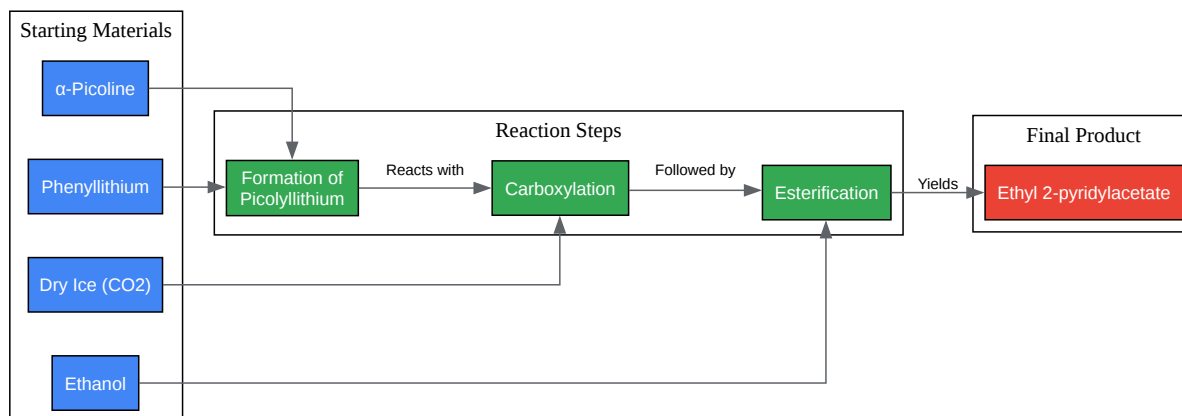 Starting Materials
α-Picoline
Phenyllithium
Dry Ice (CO2)
Ethanol
Reaction Steps
Formation of
Picolyllithium
Reacts with
Carboxylation
Followed by
Esterification
Yields
Final Product
Ethyl 2-pyridylacetate